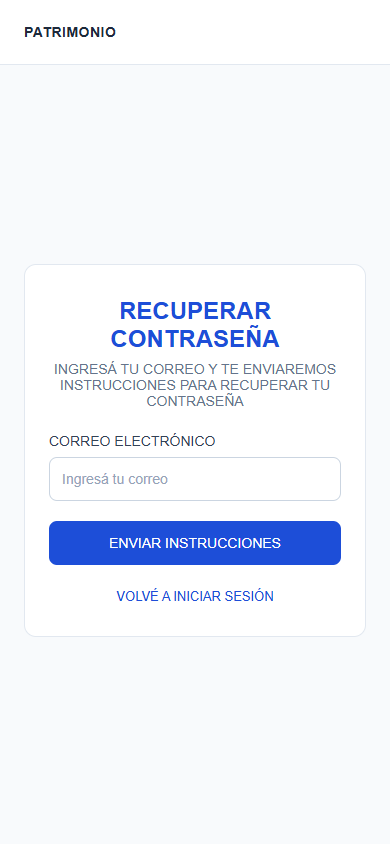 PATRIMONIO
RECUPERAR
CONTRASEÑA
INGRESÁ TU CORREO Y TE ENVIAREMOS
INSTRUCCIONES PARA RECUPERAR TU
CONTRASEÑA
CORREO ELECTRÓNICO
Ingresá tu correo
ENVIAR INSTRUCCIONES
VOLVÉ A INICIAR SESIÓN